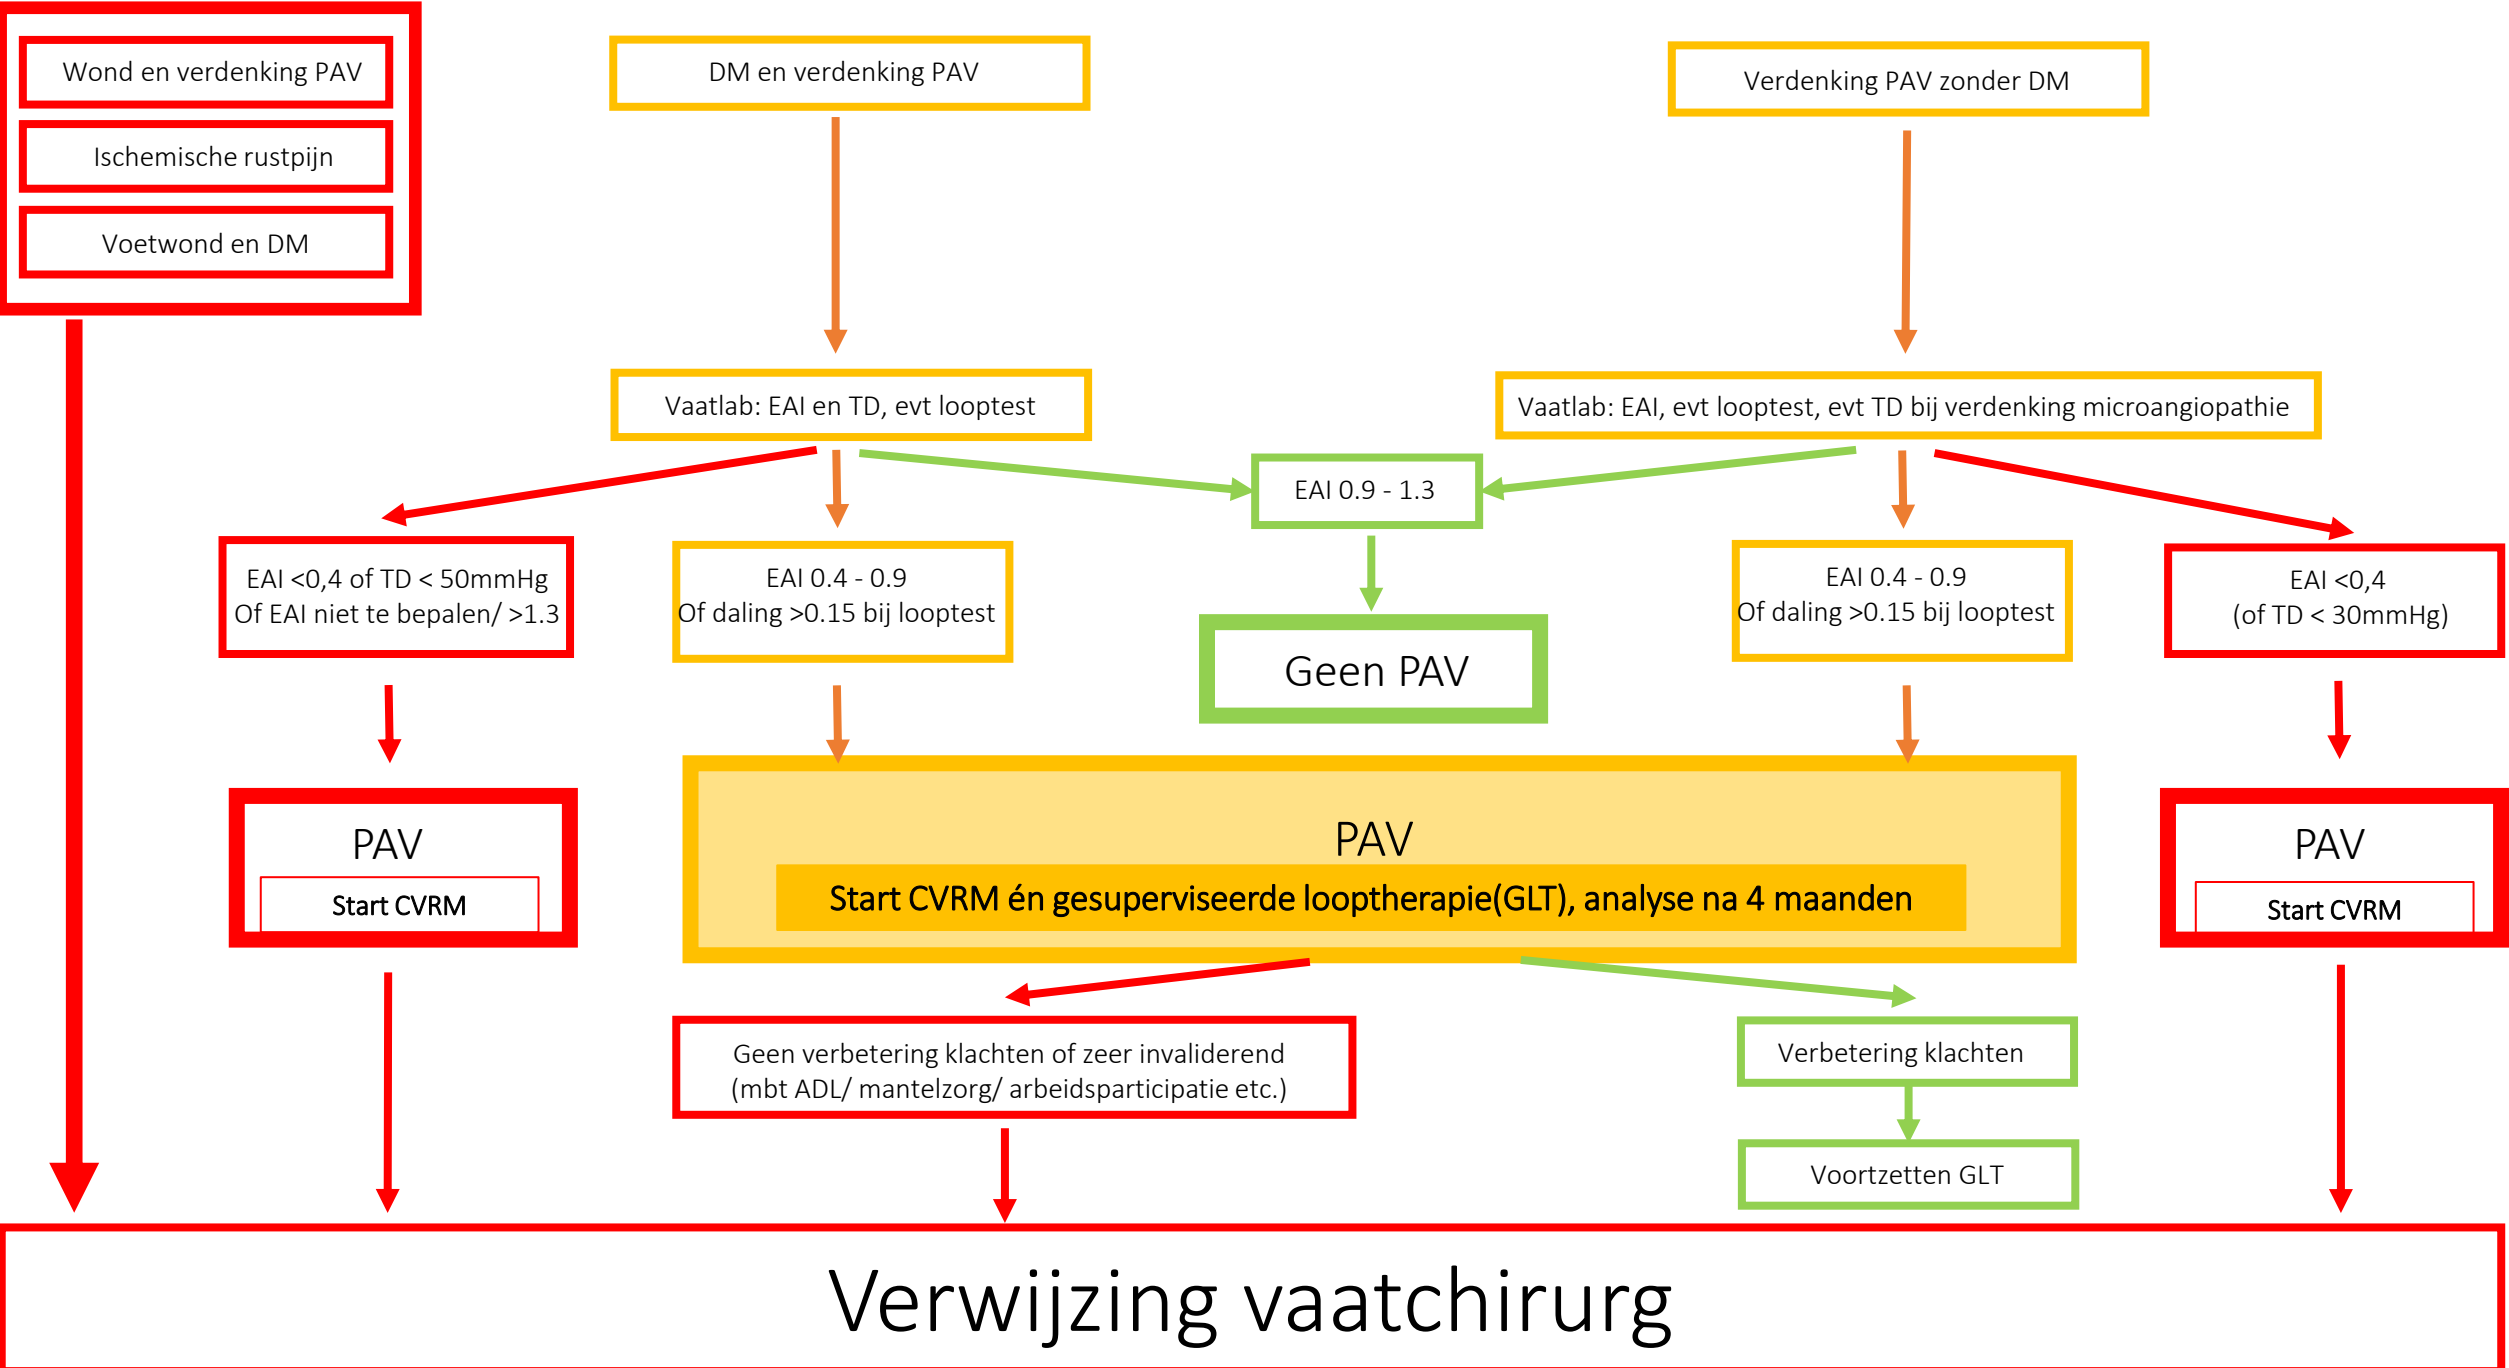 Wond en verdenking PAV
Ischemische rustpijn
Voetwond en DM
DM en verdenking PAV
Verdenking PAV zonder DM
Vaatlab: EAI en TD, evt looptest
Vaatlab: EAI, evt looptest, evt TD bij verdenking microangiopathie
EAI 0.9 - 1.3
EAI <0,4 of TD < 50mmHg
Of EAI niet te bepalen/ >1.3
EAI 0.4 - 0.9
Of daling >0.15 bij looptest
Geen PAV
EAI 0.4 - 0.9
Of daling >0.15 bij looptest
EAI <0,4
(of TD < 30mmHg)
PAV
Start CVRM
PAV
Start CVRM én gesuperviseerde looptherapie(GLT), analyse na 4 maanden
PAV
Start CVRM
Geen verbetering klachten of zeer invaliderend
(mbt ADL/ mantelzorg/ arbeidsparticipatie etc.)
Verbetering klachten
Voortzetten GLT
Verwijzing vaatchirurg